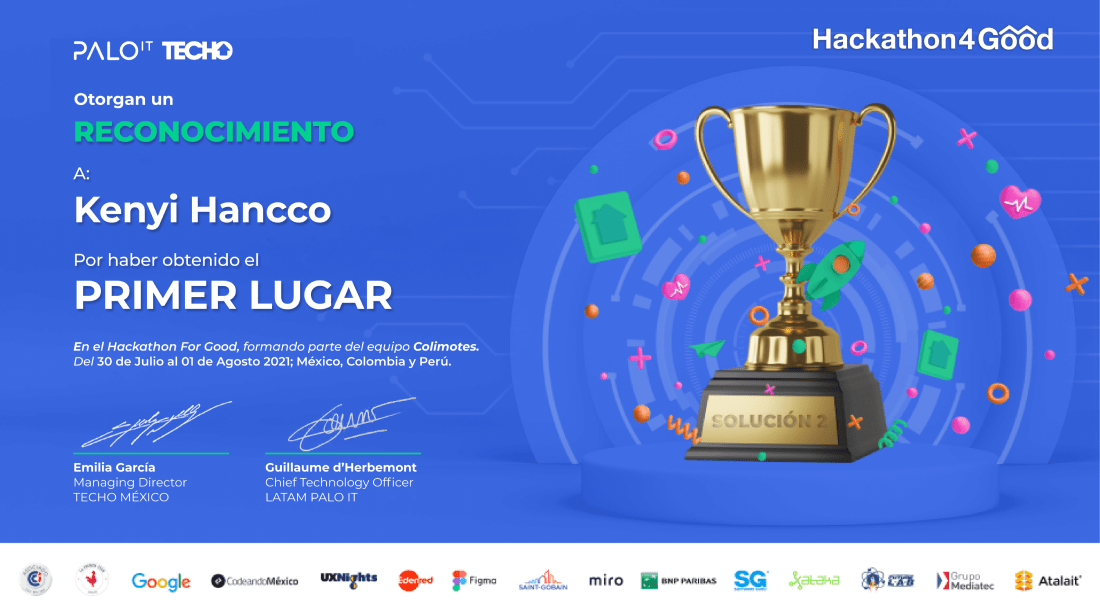 PALO IT TECHO
Hackathon4Good
Otorgan un
RECONOCIMIENTO
A:
Kenyi Hancco
Por haber obtenido el
PRIMER LUGAR
En el Hackathon For Good, formando parte del equipo Colimotes.
Del 30 de Julio al 01 de Agosto 2021; México, Colombia y Perú.
SOLUCIÓN 2
Emilia García
Managing Director
TECHO MÉXICO
Guillaume d’Herbemont
Chief Technology Officer
LATAM PALO IT
Google
CodeandoMéxico
UXNights
Edenred
Figma
SAINT-GOBAIN
miro
BNP PARIBAS
SG
Xataka
LAB
Grupo
Mediatec
Atalait